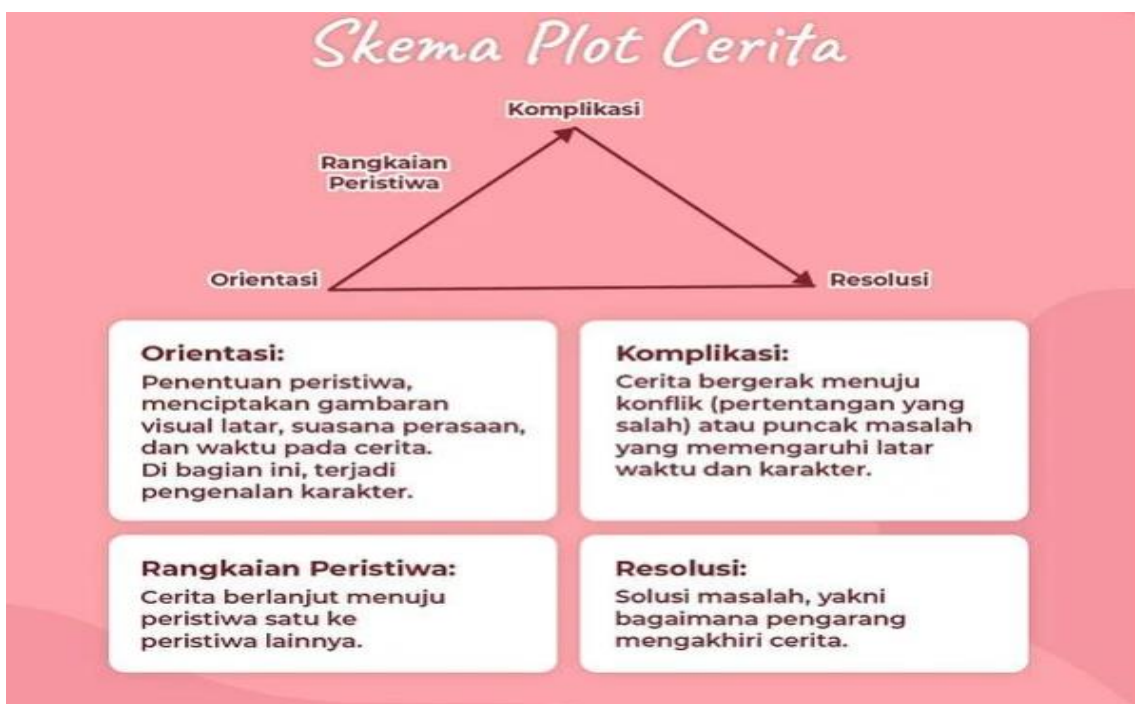 Skema Plot Cerita
Komplikasi
Rangkaian
Peristiwa
Orientasi
Resolusi
Orientasi:
Penentuan peristiwa,
menciptakan gambaran
visual latar, suasana perasaan,
dan waktu pada cerita.
Di bagian ini, terjadi
pengenalan karakter.
Komplikasi:
Cerita bergerak menuju
konflik (pertentangan yang
salah) atau puncak masalah
yang memengaruhi latar
waktu dan karakter.
Rangkaian Peristiwa:
Cerita berlanjut menuju
peristiwa satu ke
peristiwa lainnya.
Resolusi:
Solusi masalah, yakni
bagaimana pengarang
mengakhiri cerita.